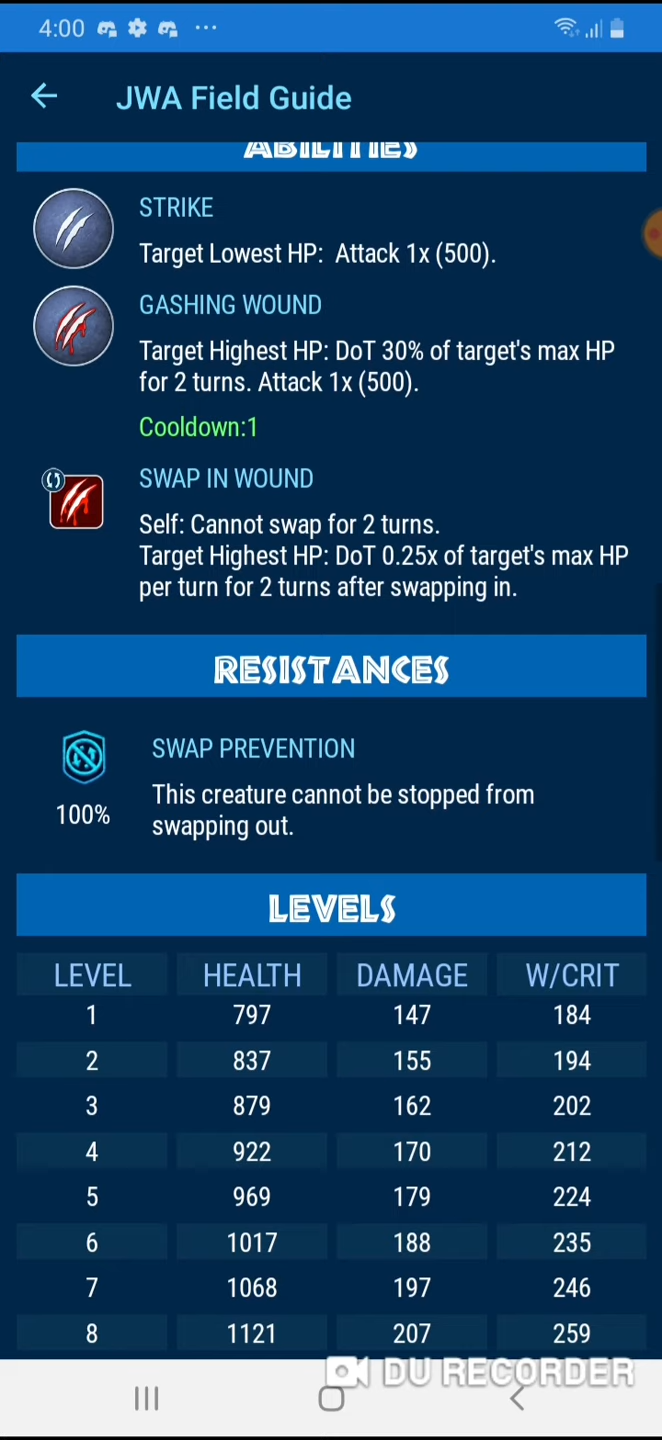 4:00
JWA Field Guide
ABILITIES
STRIKE
Target Lowest HP: Attack 1x (500).
GASHING WOUND
Target Highest HP: DoT 30% of target's max HP
for 2 turns. Attack 1x (500).
Cooldown:1
SWAP IN WOUND
Self: Cannot swap for 2 turns.
Target Highest HP: DoT 0.25x of target's max HP
per turn for 2 turns after swapping in.
RESISTANCES
SWAP PREVENTION
100%
This creature cannot be stopped from
swapping out.
LEVELS
LEVEL HEALTH DAMAGE W/CRIT
1 797 147 184
2 837 155 194
3 879 162 202
4 922 170 212
5 969 179 224
6 1017 188 235
7 1068 197 246
8 1121 207 259
DU RECORDER